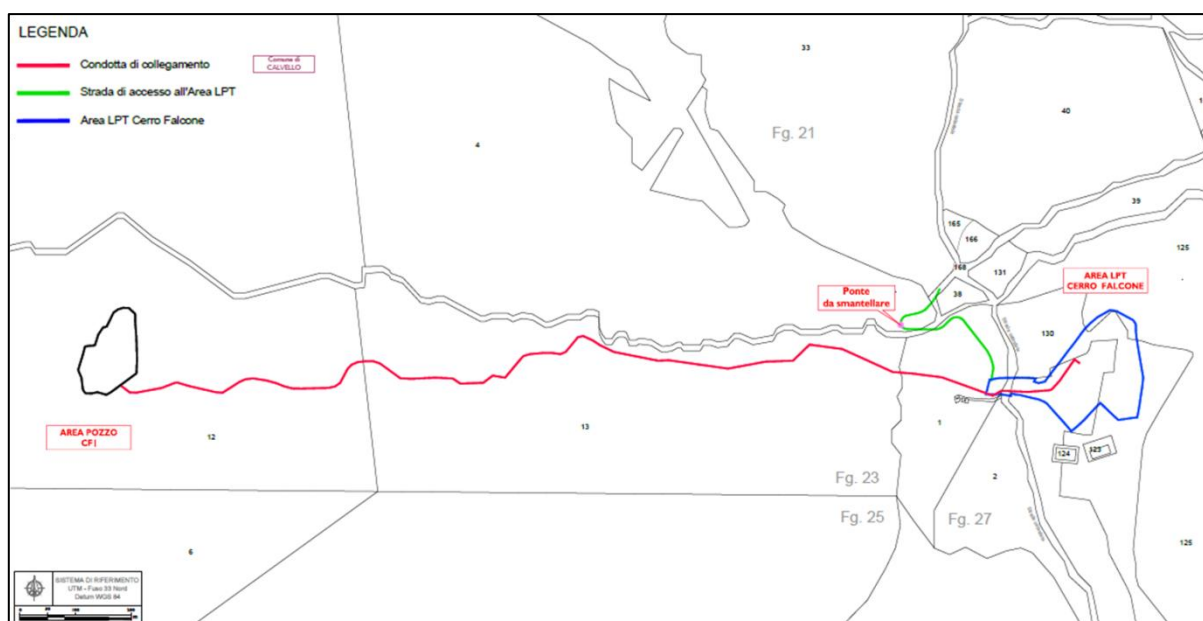 LEGENDA
Condotta di collegamento
Comune di
CALVELLO
Strada di accesso all'Area LPT
Area LPT Cerro Falcone
33
40
4
Fg. 21
39
165
166
125
168
131
38
AREA LPT
CERRO FALCONE
Ponte
da smantellare
130
AREA POZZO
CF1
12
13
1
2
124
Fg. 23
Fg. 25
Fg. 27
6
125
SISTEMA DI RIFERIMENTO
UTM - Fuso 33 Nord
Datum WGS 84